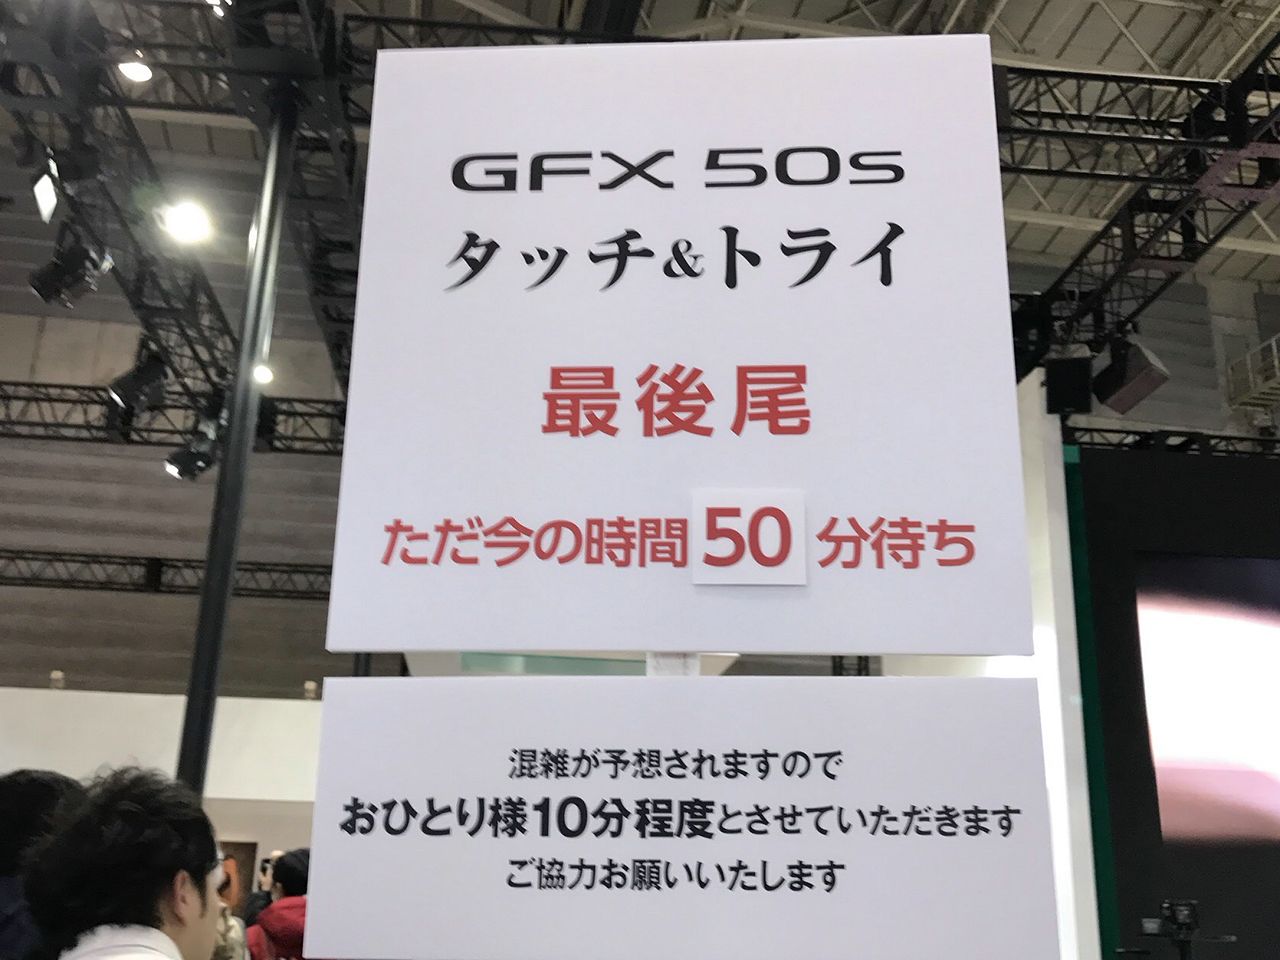 GFX 50s
タッチ&トライ
最後尾
ただ今の時間 50 分待ち
混雑が予想されますので
おひとり様10分程度とさせていただきます
ご協力お願いいたします